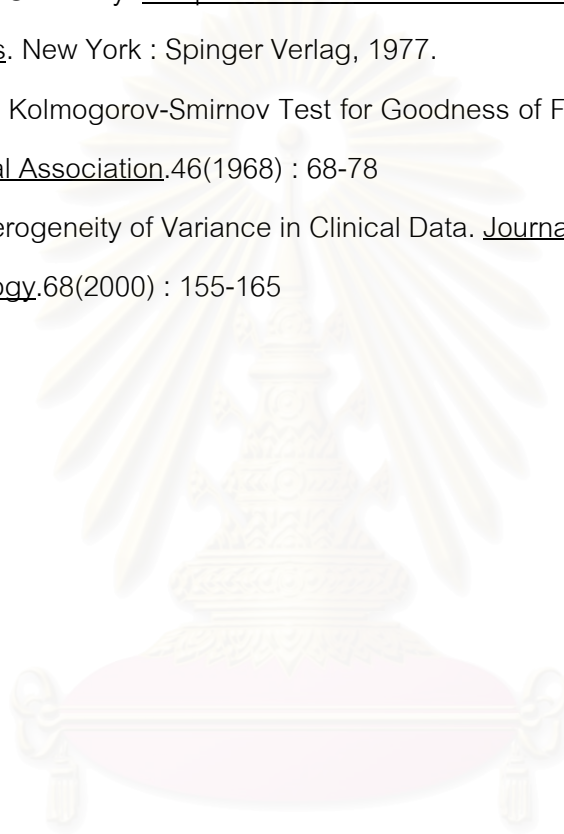 . New York : Spinger Verlag, 1977.
Kolmogorov-Smirnov Test for Goodness of F
al Association.46(1968) : 68-78
erogeneity of Variance in Clinical Data. Journa
ogy.68(2000) : 155-165